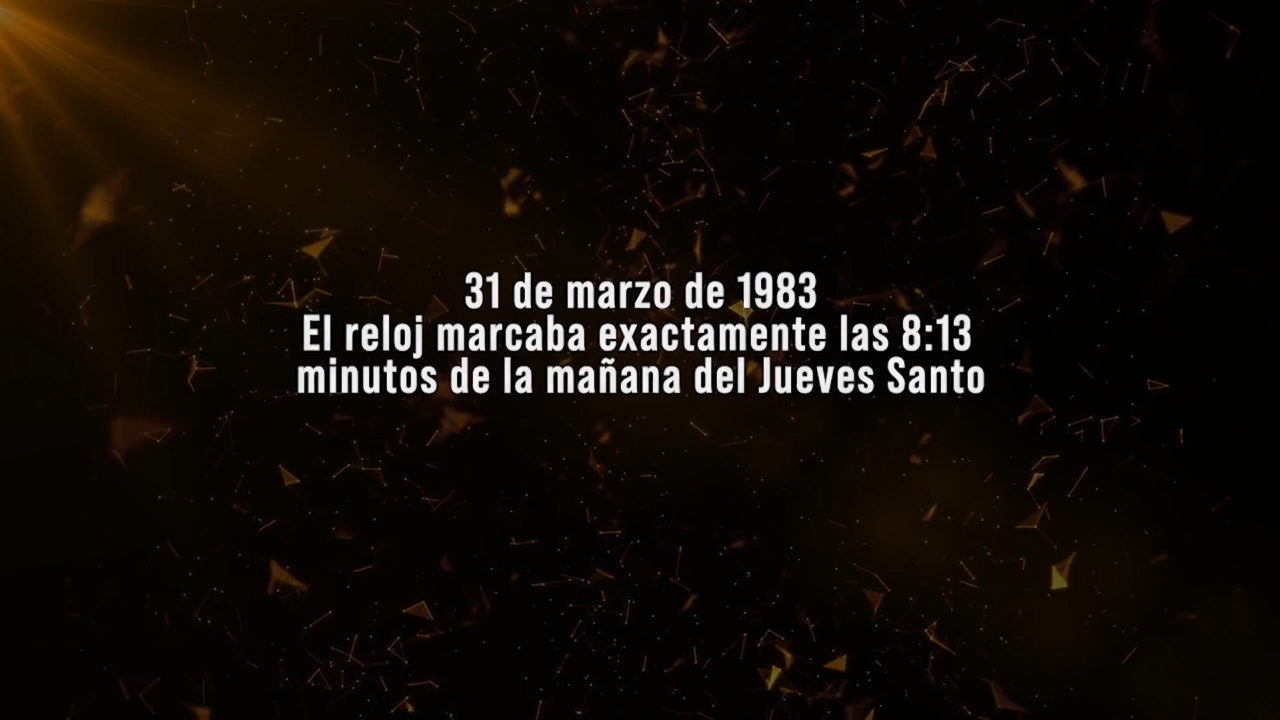 31 de marzo de 1983
El reloj marcaba exactamente las 8:13
minutos de la mañana del Jueves Santo